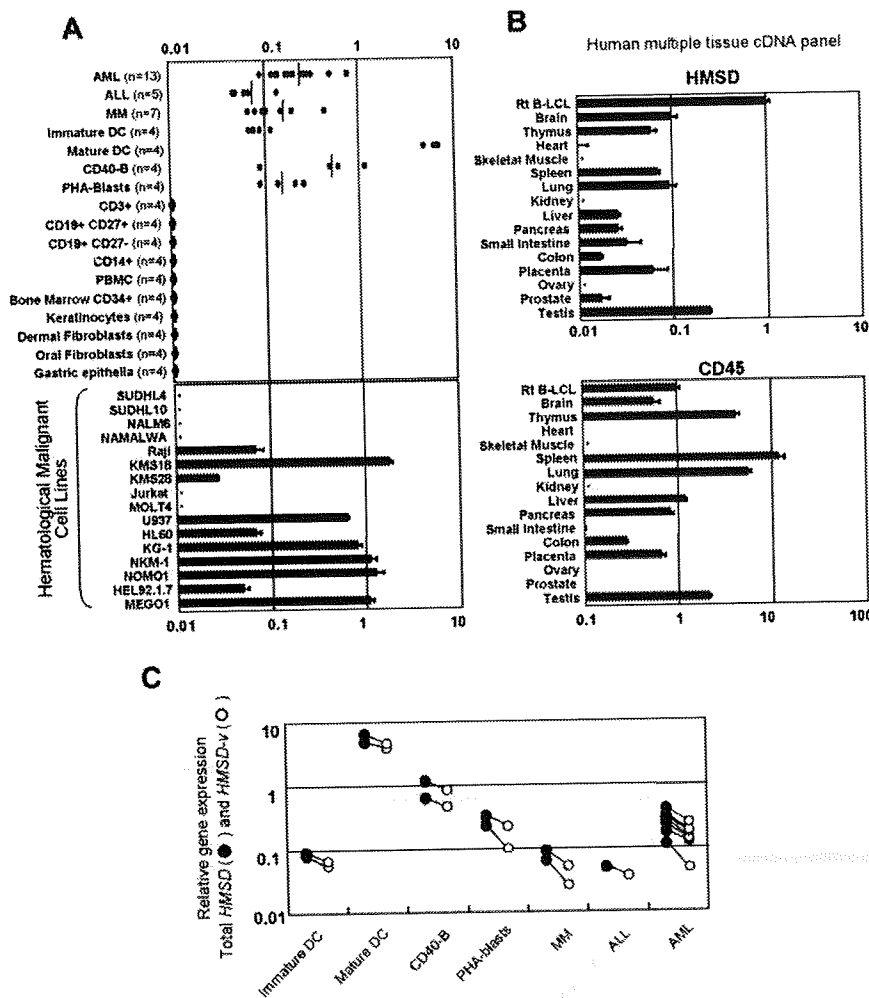 A
0.01 0.1 1 10
AML (n=13)
ALL (n=5)
MM (n=7)
Immature DC (n=4)
Mature DC (n=4)
CD40-B (n=4)
PHA-Blasts (n=4)
CD3+ (n=4)
CD19+ CD27+ (n=4)
CD19+ CD27- (n=4)
CD14+ (n=4)
PBMC (n=4)
Bone Marrow CD34+ (n=4)
Keratinocytes (n=4)
Dermal Fibroblasts (n=4)
Oral Fibroblasts (n=4)
Gastric epithelia (n=4)
Hematological Malignant
Cell Lines
SUDHL4
SUDHL10
NALM6
NAMALWA
Raji
KMS18
KMS28
Jurkat
MOLT4
U937
HL60
KG-1
NKM-1
NOMO1
HEL92.1.7
MEGO1
0.01 0.1 1 10
B
Human multiple tissue cDNA panel
HMSD
Rt B-LCL
Brain
Thymus
Heart
Skeletal Muscle
Spleen
Lung
Kidney
Liver
Pancreas
Small Intestine
Colon
Placenta
Ovary
Prostate
Testis
0.01 0.1 1 10
CD45
Rt B-LCL
Brain
Thymus
Heart
Skeletal Muscle
Spleen
Lung
Kidney
Liver
Pancreas
Small Intestine
Colon
Placenta
Ovary
Prostate
Testis
0.1 1 10 100
C
Relative gene expression
Total HMSD (●) and HMSD-v (○)
10
1
0.1
0.01
Immature DC
Mature DC
CD40-B
PHA-blasts
MM
ALL
AML